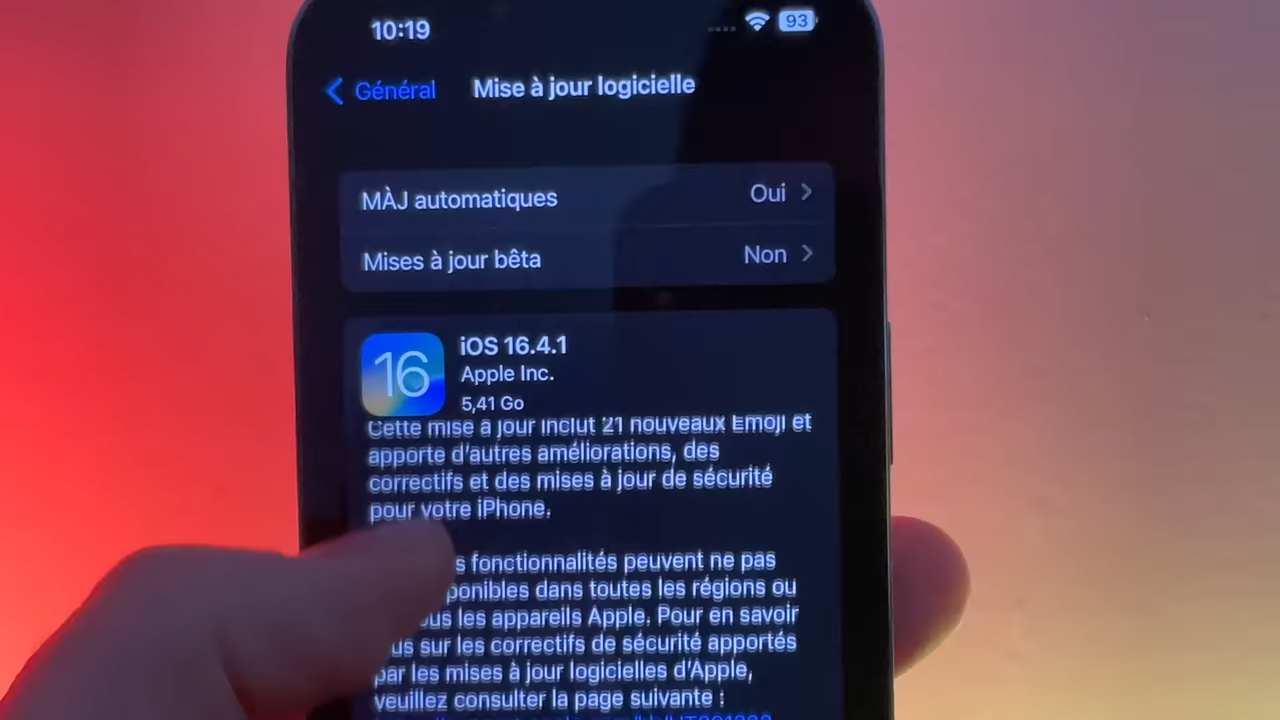 10:19
93
Général
Mise à jour logicielle
MÀJ automatiques
Oui
Mises à jour bêta
Non
16
iOS 16.4.1
Apple Inc.
5,41 Go
Cette mise à jour inclut 21 nouveaux Emoji et
apporte d'autres améliorations, des
correctifs et des mises à jour de sécurité
pour votre iPhone.
fonctionnalités peuvent ne pas
dans toutes les régions ou
les appareils Apple. Pour en savoir
sur les correctifs de sécurité apportés
par les mises à jour logicielles d'Apple,
veuillez consulter la page suivante :